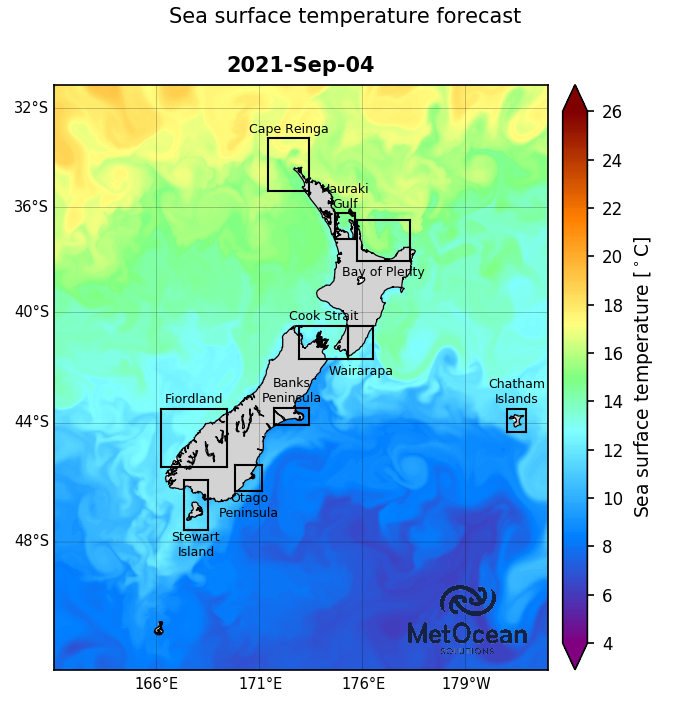 Sea surface temperature forecast
2021-Sep-04
32°S
36°S
40°S
44°S
48°S
166°E
171°E
176°E
179°W
Cape Reinga
Hauraki
Gulf
Bay of Plenty
Cook Strait
Wairarapa
Banks
Peninsula
Fiordland
Chatham
Islands
Otago
Peninsula
Stewart
Island
MetOcean
SOLUTIONS
26
24
22
20
18
16
14
12
10
8
6
4
Sea surface temperature [°C]